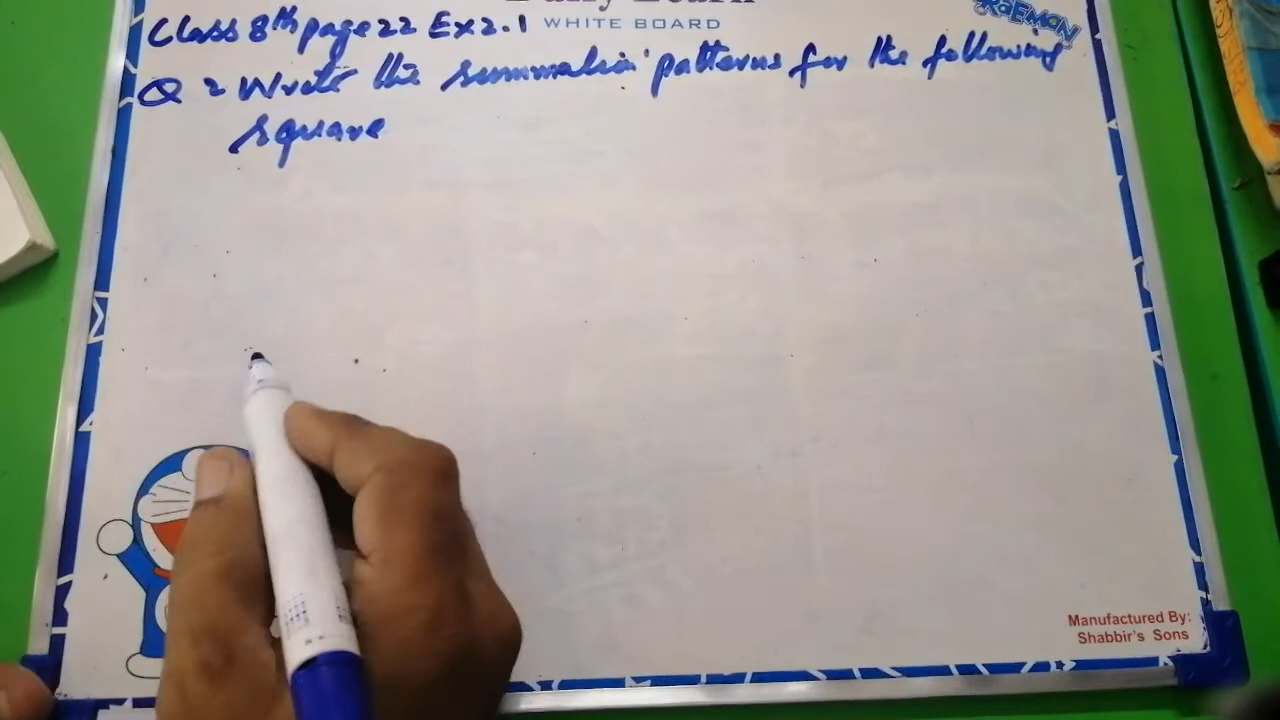 WHITE BOARD
Class 8th page 22 Ex 2.1
Q 2 Write the summation patterns for the following
square
Manufactured By:
Shabbir's Sons